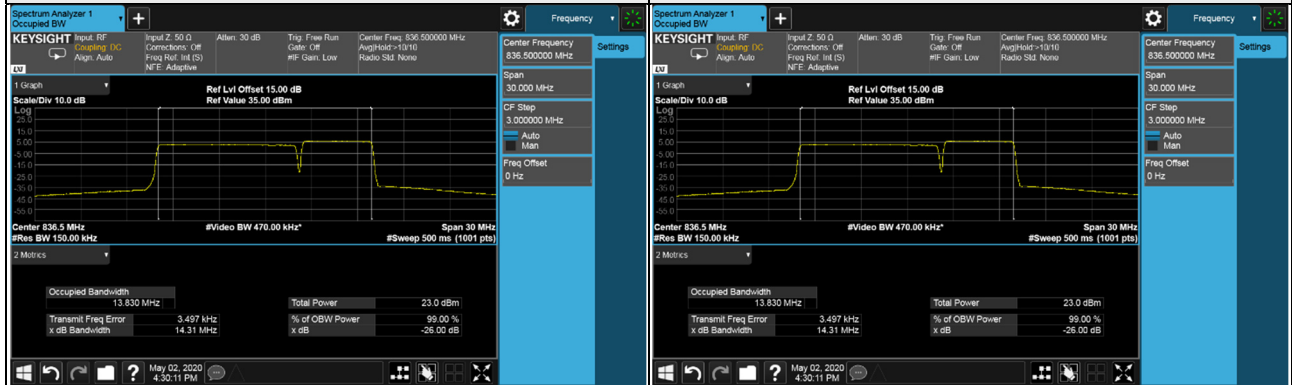 Spectrum Analyzer 1
Occupied BW
+
Frequency
KEYSIGHT
LXI
Input: RF
Coupling: DC
Align: Auto
Input Z: 50 Ω
Corrections: Off
Freq Ref: Int (S)
NFE: Adaptive
Atten: 30 dB
Trig: Free Run
Gate: Off
#IF Gain: Low
Center Freq: 836.500000 MHz
Avg|Hold:>10/10
Radio Std: None
Center Frequency
836.500000 MHz
Settings
Span
30.000 MHz
CF Step
3.000000 MHz
Auto
Man
Freq Offset
0 Hz
1 Graph
Scale/Div 10.0 dB
Ref Lvl Offset 15.00 dB
Ref Value 35.00 dBm
Log
25.0
15.0
5.00
-5.00
-15.0
-25.0
-35.0
-45.0
-55.0
Center 836.5 MHz
#Res BW 150.00 kHz
#Video BW 470.00 kHz*
Span 30 MHz
#Sweep 500 ms (1001 pts)
2 Metrics
Occupied Bandwidth
13.830 MHz
Total Power 23.0 dBm
Transmit Freq Error 3.497 kHz
% of OBW Power 99.00 %
x dB Bandwidth 14.31 MHz
x dB -26.00 dB
?
May 02, 2020
4:30:11 PM
Spectrum Analyzer 1
Occupied BW
+
Frequency
KEYSIGHT
LXI
Input: RF
Coupling: DC
Align: Auto
Input Z: 50 Ω
Corrections: Off
Freq Ref: Int (S)
NFE: Adaptive
Atten: 30 dB
Trig: Free Run
Gate: Off
#IF Gain: Low
Center Freq: 836.500000 MHz
Avg|Hold:>10/10
Radio Std: None
Center Frequency
836.500000 MHz
Settings
Span
30.000 MHz
CF Step
3.000000 MHz
Auto
Man
Freq Offset
0 Hz
1 Graph
Scale/Div 10.0 dB
Ref Lvl Offset 15.00 dB
Ref Value 35.00 dBm
Log
25.0
15.0
5.00
-5.00
-15.0
-25.0
-35.0
-45.0
-55.0
Center 836.5 MHz
#Res BW 150.00 kHz
#Video BW 470.00 kHz*
Span 30 MHz
#Sweep 500 ms (1001 pts)
2 Metrics
Occupied Bandwidth
13.830 MHz
Total Power 23.0 dBm
Transmit Freq Error 3.497 kHz
% of OBW Power 99.00 %
x dB Bandwidth 14.31 MHz
x dB -26.00 dB
?
May 02, 2020
4:30:11 PM